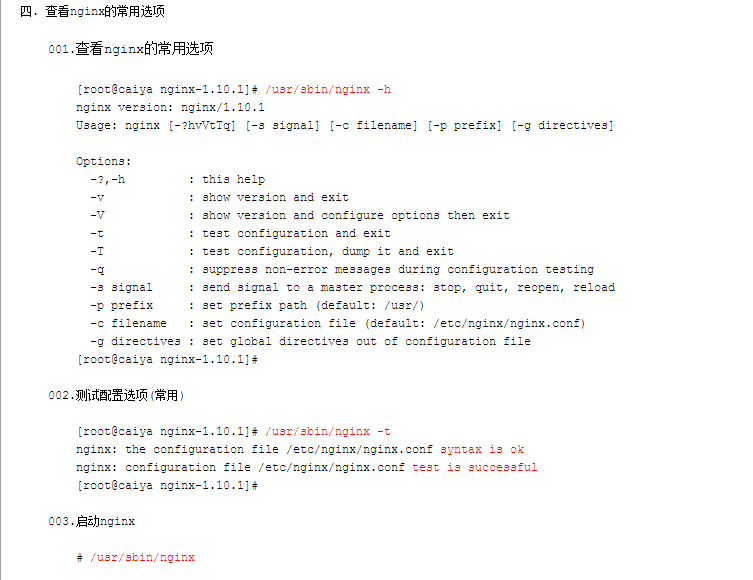 四. 查看nginx的常用选项
001.查看nginx的常用选项
[root@caiya nginx-1.10.1]# /usr/sbin/nginx -h
nginx version: nginx/1.10.1
Usage: nginx [-?hvVtTq] [-s signal] [-c filename] [-p prefix] [-g directives]
Options:
-?,-h : this help
-v : show version and exit
-V : show version and configure options then exit
-t : test configuration and exit
-T : test configuration, dump it and exit
-q : suppress non-error messages during configuration testing
-s signal : send signal to a master process: stop, quit, reopen, reload
-p prefix : set prefix path (default: /usr/)
-c filename : set configuration file (default: /etc/nginx/nginx.conf)
-g directives : set global directives out of configuration file
[root@caiya nginx-1.10.1]#
002.测试配置选项(常用)
[root@caiya nginx-1.10.1]# /usr/sbin/nginx -t
nginx: the configuration file /etc/nginx/nginx.conf syntax is ok
nginx: configuration file /etc/nginx/nginx.conf test is successful
[root@caiya nginx-1.10.1]#
003.启动nginx
# /usr/sbin/nginx